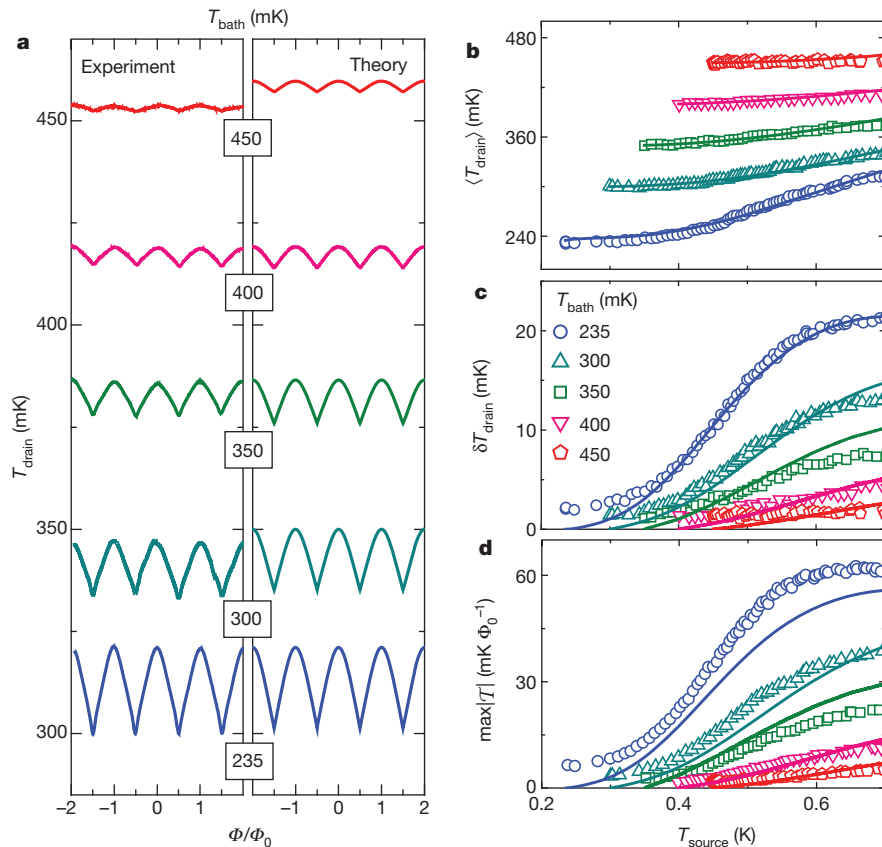 a
T_bath (mK)
Experiment
Theory
450
400
350
300
450
400
350
300
235
T_drain (mK)
−2
−1
0
1
−1
0
1
2
Φ/Φ₀
b
480
360
240
⟨T_drain⟩ (mK)
c
T_bath (mK)
235
300
350
400
450
20
10
0
δT_drain (mK)
d
60
30
0
max|𝒯| (mK Φ₀⁻¹)
0.2
0.4
0.6
T_source (K)